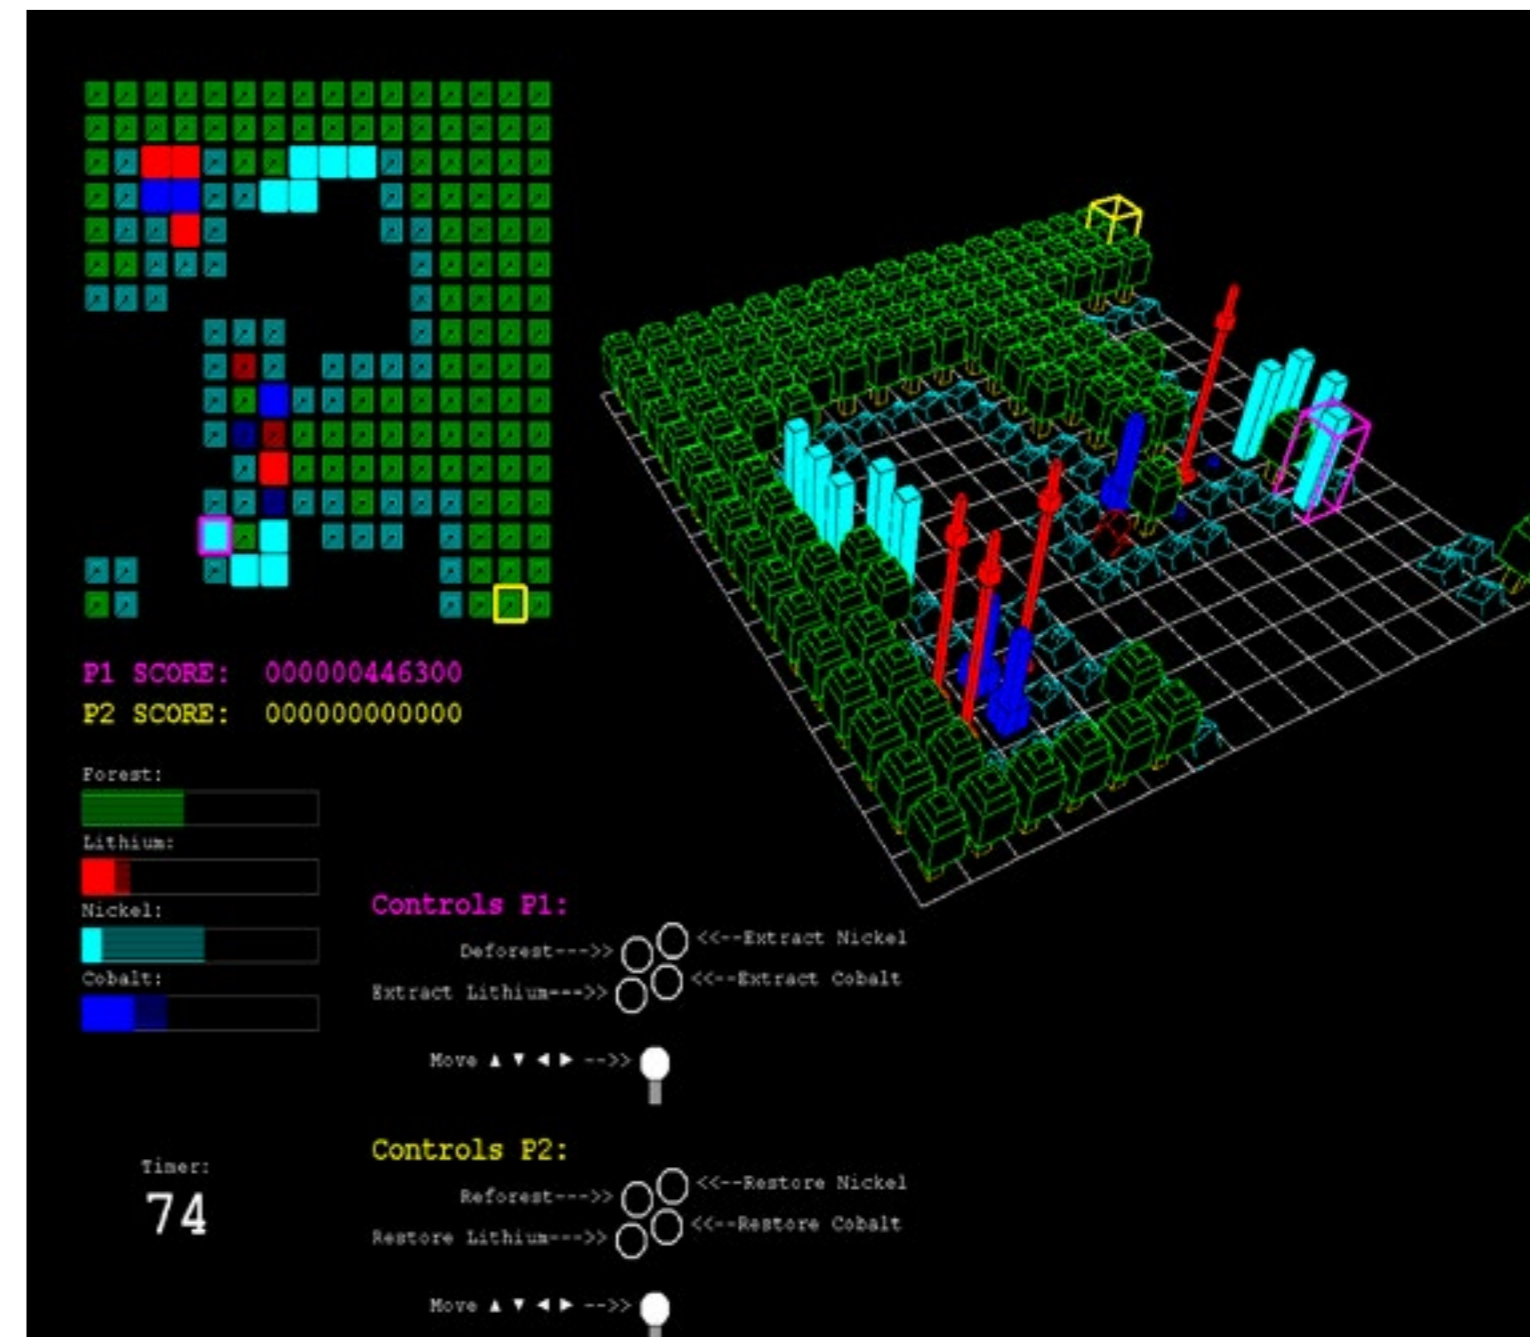 P1 SCORE: 000000446300
P2 SCORE: 000000000000
Forest:
Lithium:
Nickel:
Cobalt:
Controls P1:
Deforest--->> <<--Extract Nickel
Extract Lithium--->> <<--Extract Cobalt
Move ▲ ▼ ◄ ► -->>
Controls P2:
Reforest--->> <<--Restore Nickel
Restore Lithium--->> <<--Restore Cobalt
Move ▲ ▼ ◄ ► -->>
Timer:
74